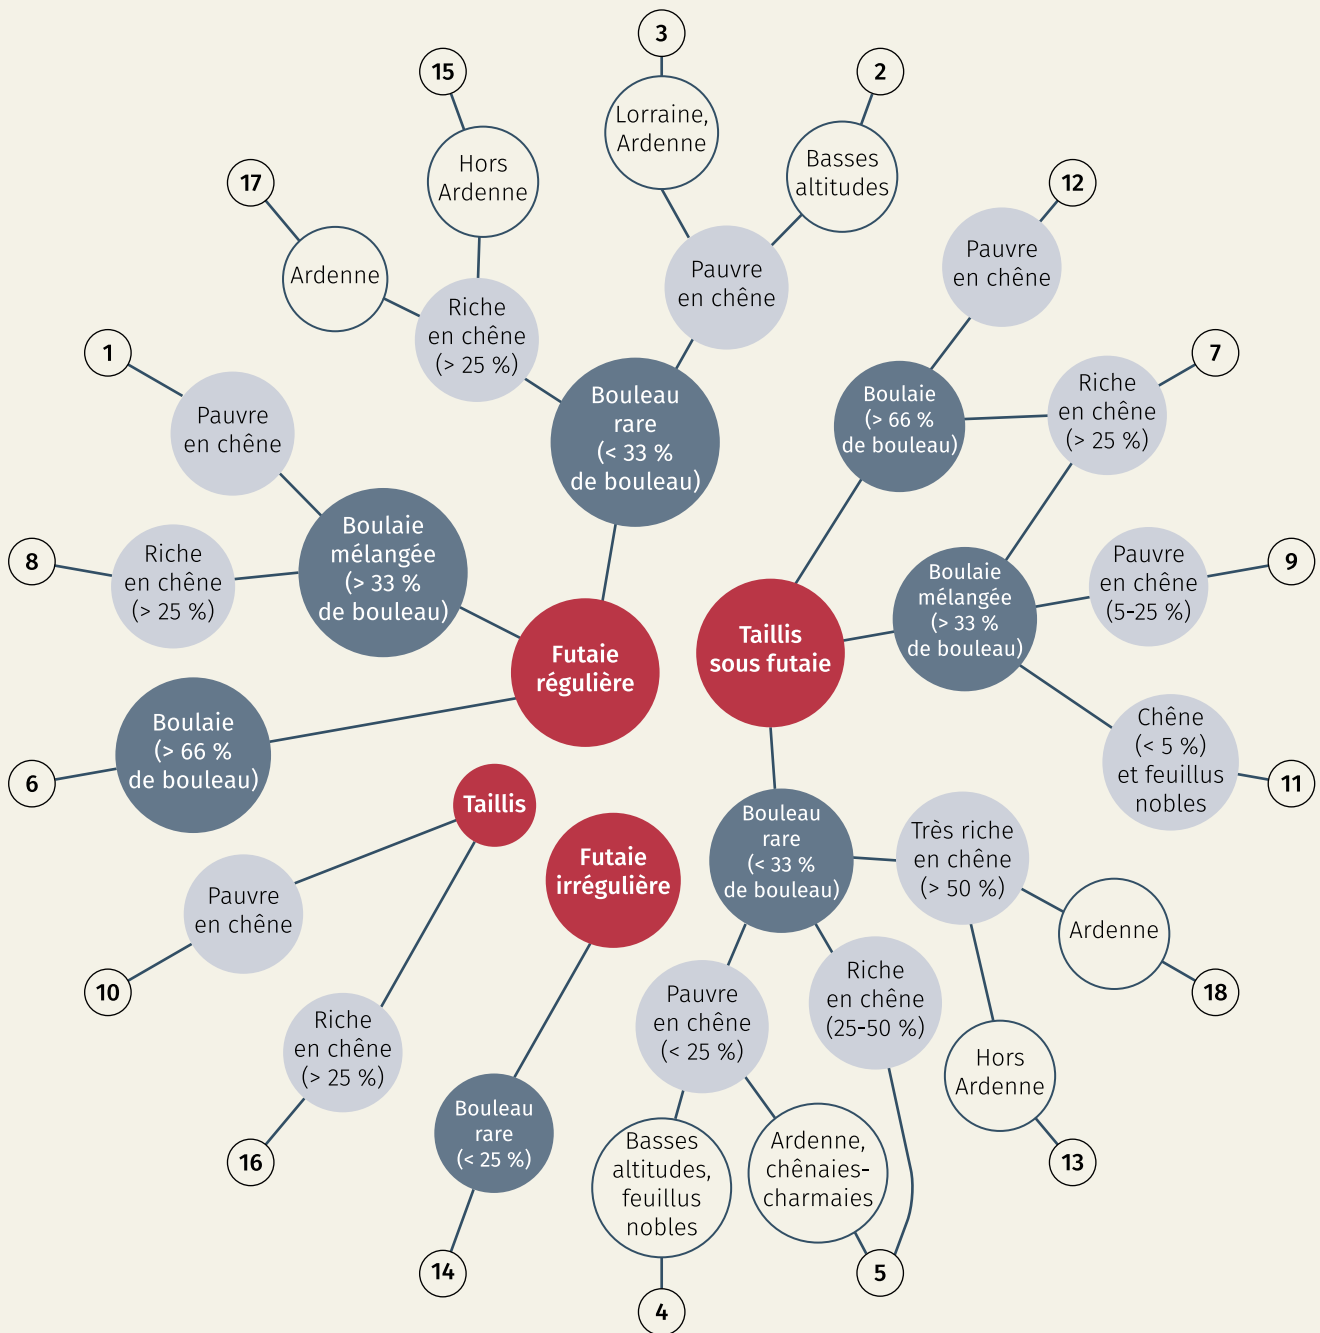 3
15
2
Lorraine,
Ardenne
Hors
Ardenne
Basses
altitudes
17
12
Ardenne
Pauvre
en chêne
Pauvre
en chêne
Riche
en chêne
(> 25 %)
1
7
Pauvre
en chêne
Bouleau
rare
(< 33 %
de bouleau)
Boulaie
(> 66 %
de bouleau)
Riche
en chêne
(> 25 %)
8
Riche
en chêne
(> 25 %)
Boulaie
mélangée
(> 33 %
de bouleau)
Boulaie
mélangée
(> 33 %
de bouleau)
Pauvre
en chêne
(5-25 %)
9
Futaie
régulière
Taillis
sous futaie
Boulaie
(> 66 %
de bouleau)
6
Chêne
(< 5 %)
et feuillus
nobles
11
Taillis
Futaie
irrégulière
Bouleau
rare
(< 33 %
de bouleau)
Très riche
en chêne
(> 50 %)
Pauvre
en chêne
Ardenne
10
18
Riche
en chêne
(> 25 %)
Pauvre
en chêne
(< 25 %)
Riche
en chêne
(25-50 %)
Hors
Ardenne
16
Bouleau
rare
(< 25 %)
Basses
altitudes,
feuillus
nobles
Ardenne,
chênaies-
charmaies
13
14
4
5